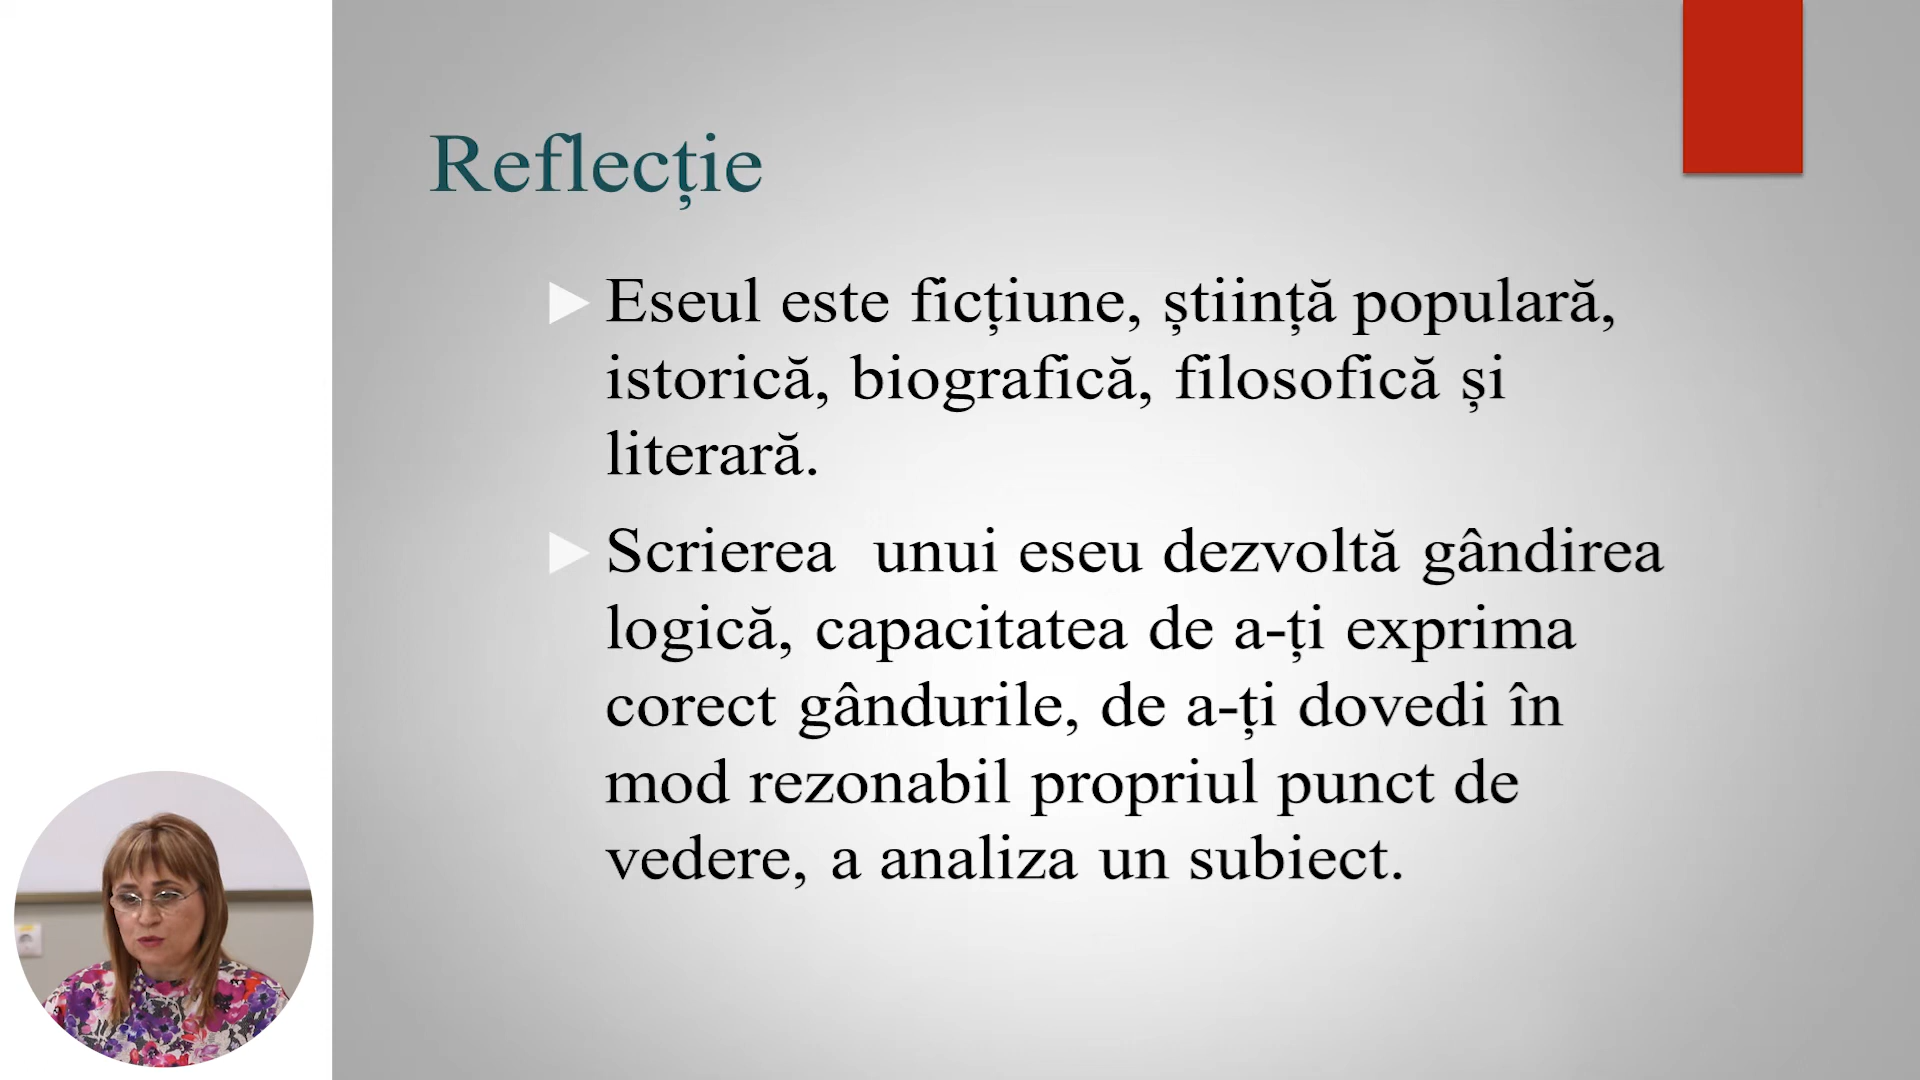 Reflecție
Eseul este ficțiune, știință populară,
istorică, biografică, filosofică și
literară.
Scrierea  unui eseu dezvoltă gândirea
logică, capacitatea de a-ți exprima
corect gândurile, de a-ți dovedi în
mod rezonabil propriul punct de
vedere, a analiza un subiect.